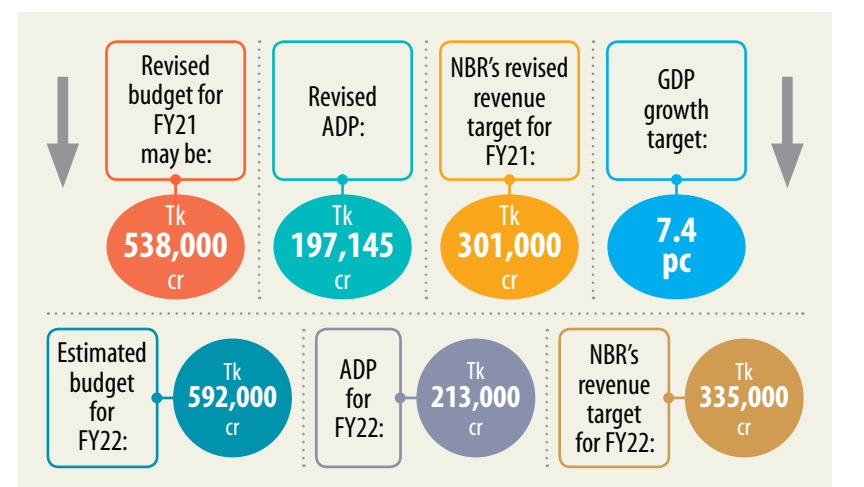 Revised
budget for
FY21
may be:
Tk
538,000
cr
Revised
ADP:
Tk
197,145
cr
NBR's revised
revenue
target for
FY21:
Tk
301,000
cr
GDP
growth
target:
7.4
pc
Estimated
budget
for
FY22:
Tk
592,000
cr
ADP
for
FY22:
Tk
213,000
cr
NBR's
revenue
target
for FY22:
Tk
335,000
cr